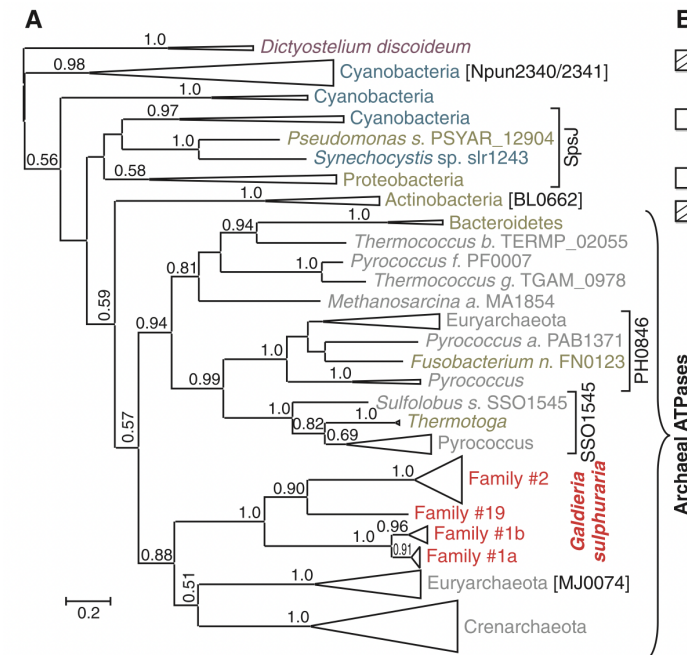 A
E
1.0
Dictyostelium discoideum
0.98
Cyanobacteria [Npun2340/2341]
1.0
Cyanobacteria
0.97
Cyanobacteria
1.0
Pseudomonas s. PSYAR_12904
Synechocystis sp. slr1243
SpsJ
0.56
0.58
Proteobacteria
1.0
Actinobacteria [BL0662]
1.0
Bacteroidetes
0.94
Thermococcus b. TERMP_02055
1.0
Pyrococcus f. PF0007
0.81
Thermococcus g. TGAM_0978
Methanosarcina a. MA1854
0.59
0.94
Euryarchaeota
Pyrococcus a. PAB1371
1.0
Fusobacterium n. FN0123
PH0846
0.99
1.0
Pyrococcus
Sulfolobus s. SSO1545
1.0
0.82
1.0
Thermotoga
0.69
Pyrococcus
SSO1545
0.57
Archaeal ATPases
1.0
Family #2
0.90
Family #19
1.0
0.96
Family #1b
1.0
0.91
Family #1a
Galdieria
sulphuraria
0.88
0.51
1.0
Euryarchaeota [MJ0074]
1.0
Crenarchaeota
0.2